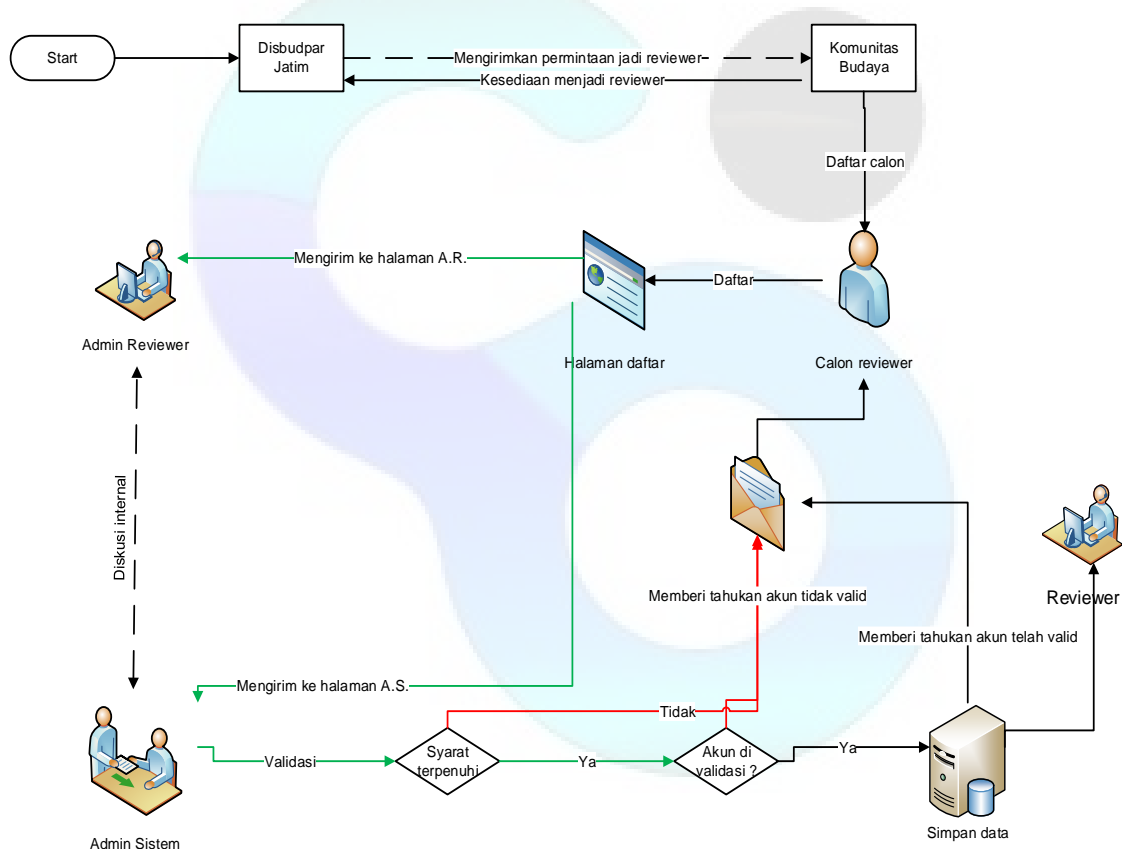 Start
Disbudpar
Jatim
Mengirimkan permintaan jadi reviewer
Kesediaan menjadi reviewer
Komunitas
Budaya
Daftar calon
Mengirim ke halaman A.R.
Daftar
Admin Reviewer
Halaman daftar
Calon reviewer
Diskusi internal
Memberi tahukan akun tidak valid
Reviewer
Memberi tahukan akun telah valid
Mengirim ke halaman A.S.
Tidak
Validasi
Syarat
terpenuhi
Ya
Akun di
validasi ?
Ya
Simpan data
Admin Sistem